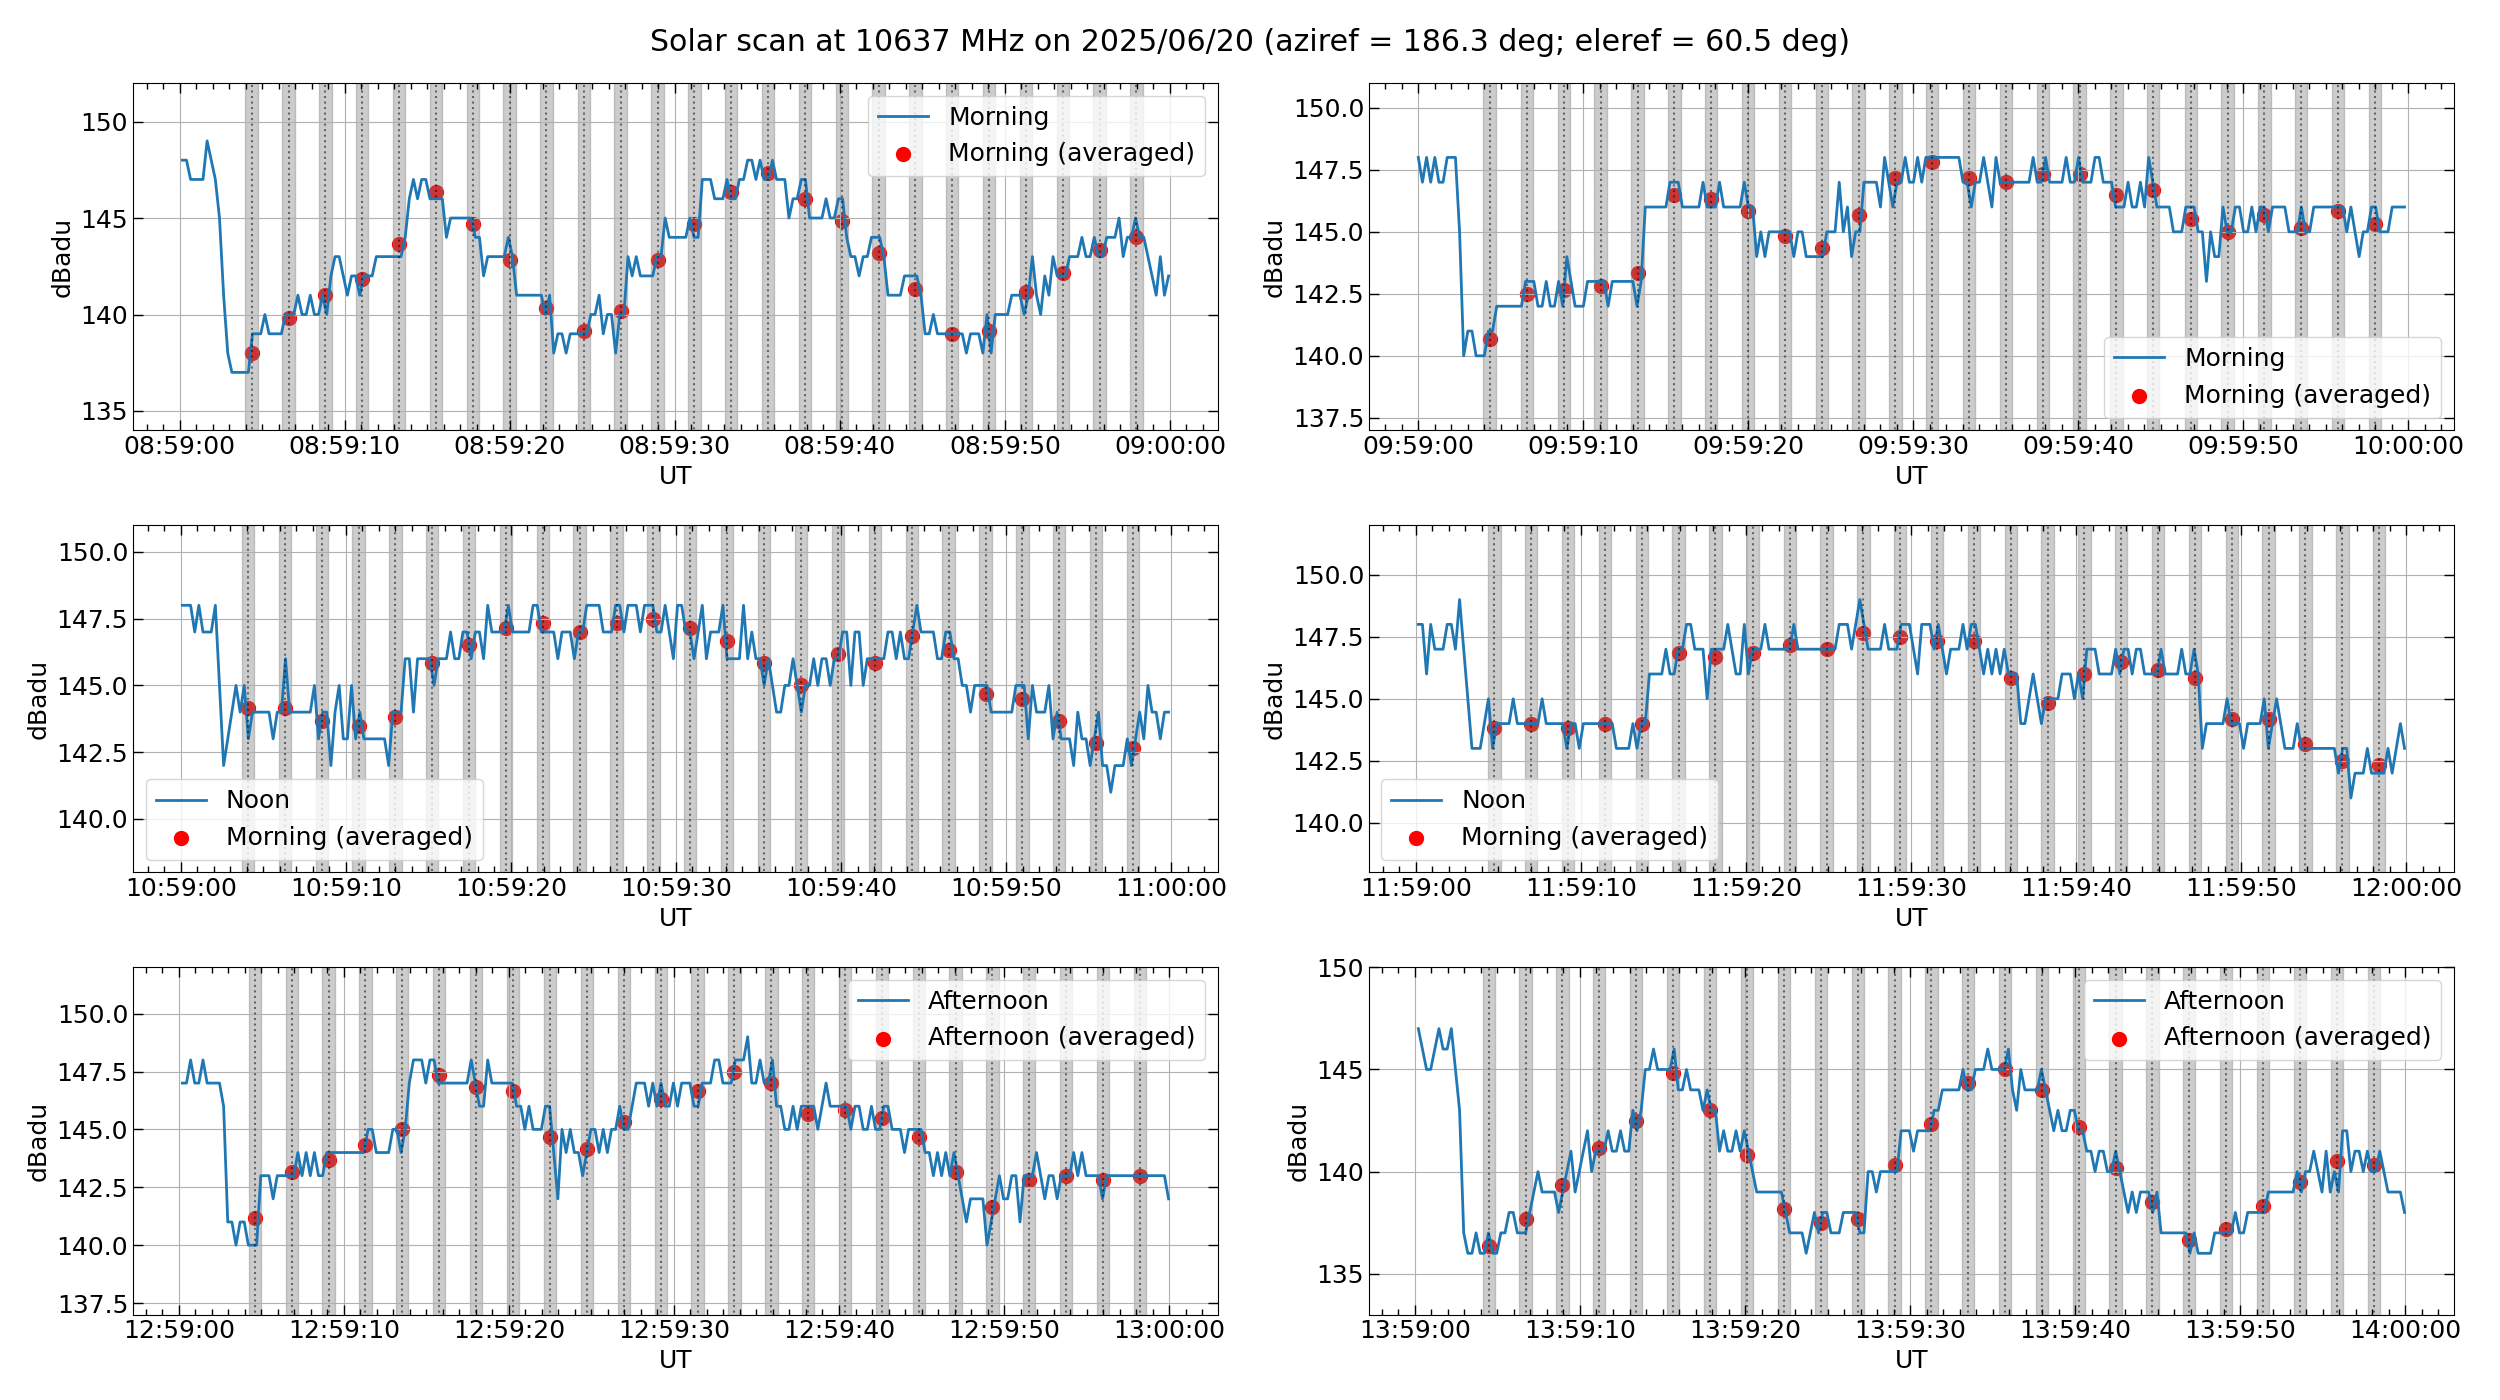 Solar scan at 10637 MHz on 2025/06/20 (aziref = 186.3 deg; eleref = 60.5 deg)
150
145
140
135
dBadu
Morning
Morning (averaged)
08:59:00 08:59:10 08:59:20 08:59:30 08:59:40 08:59:50 09:00:00
UT
150.0
147.5
145.0
142.5
140.0
137.5
dBadu
Morning
Morning (averaged)
09:59:00 09:59:10 09:59:20 09:59:30 09:59:40 09:59:50 10:00:00
UT
150.0
147.5
145.0
142.5
140.0
dBadu
Noon
Morning (averaged)
10:59:00 10:59:10 10:59:20 10:59:30 10:59:40 10:59:50 11:00:00
UT
150.0
147.5
145.0
142.5
140.0
dBadu
Noon
Morning (averaged)
11:59:00 11:59:10 11:59:20 11:59:30 11:59:40 11:59:50 12:00:00
UT
150.0
147.5
145.0
142.5
140.0
137.5
dBadu
Afternoon
Afternoon (averaged)
12:59:00 12:59:10 12:59:20 12:59:30 12:59:40 12:59:50 13:00:00
UT
150
145
140
135
dBadu
Afternoon
Afternoon (averaged)
13:59:00 13:59:10 13:59:20 13:59:30 13:59:40 13:59:50 14:00:00
UT